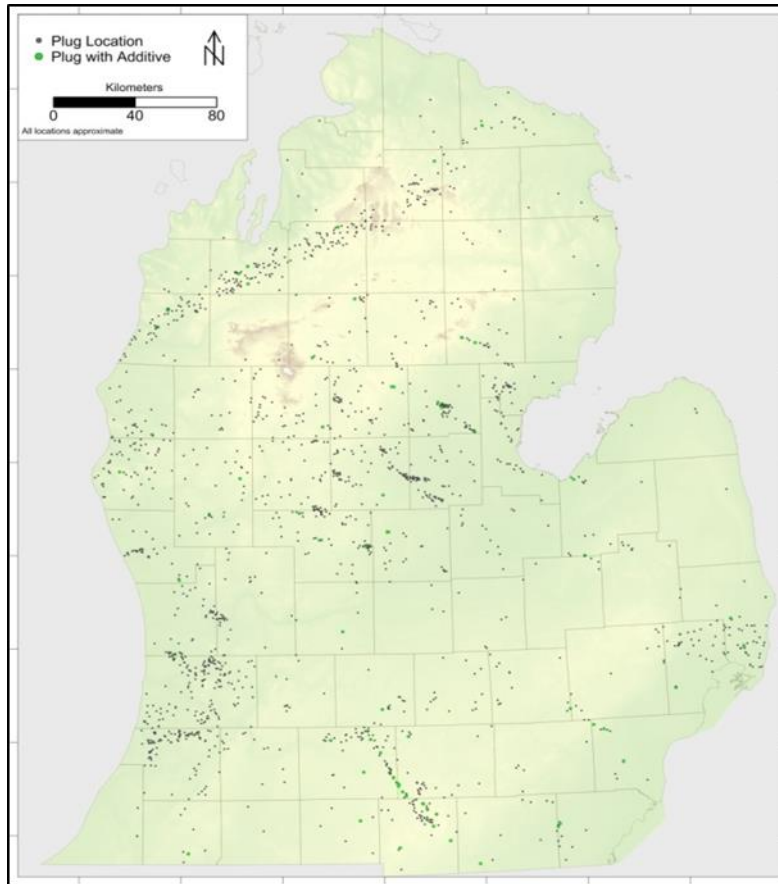 Plug Location
Plug with Additive
N
Kilometers
0 40 80
All locations approximate